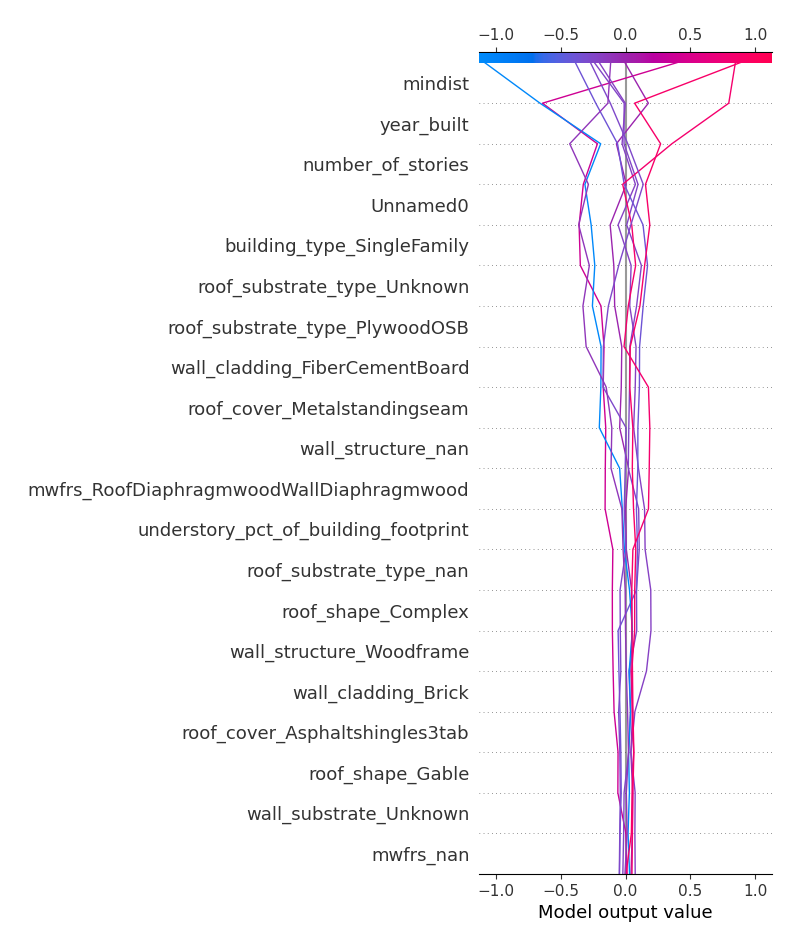 −1.0 −0.5 0.0 0.5 1.0
mindist
year_built
number_of_stories
Unnamed0
building_type_SingleFamily
roof_substrate_type_Unknown
roof_substrate_type_PlywoodOSB
wall_cladding_FiberCementBoard
roof_cover_Metalstandingseam
wall_structure_nan
mwfrs_RoofDiaphragmwoodWallDiaphragmwood
understory_pct_of_building_footprint
roof_substrate_type_nan
roof_shape_Complex
wall_structure_Woodframe
wall_cladding_Brick
roof_cover_Asphaltshingles3tab
roof_shape_Gable
wall_substrate_Unknown
mwfrs_nan
−1.0 −0.5 0.0 0.5 1.0
Model output value